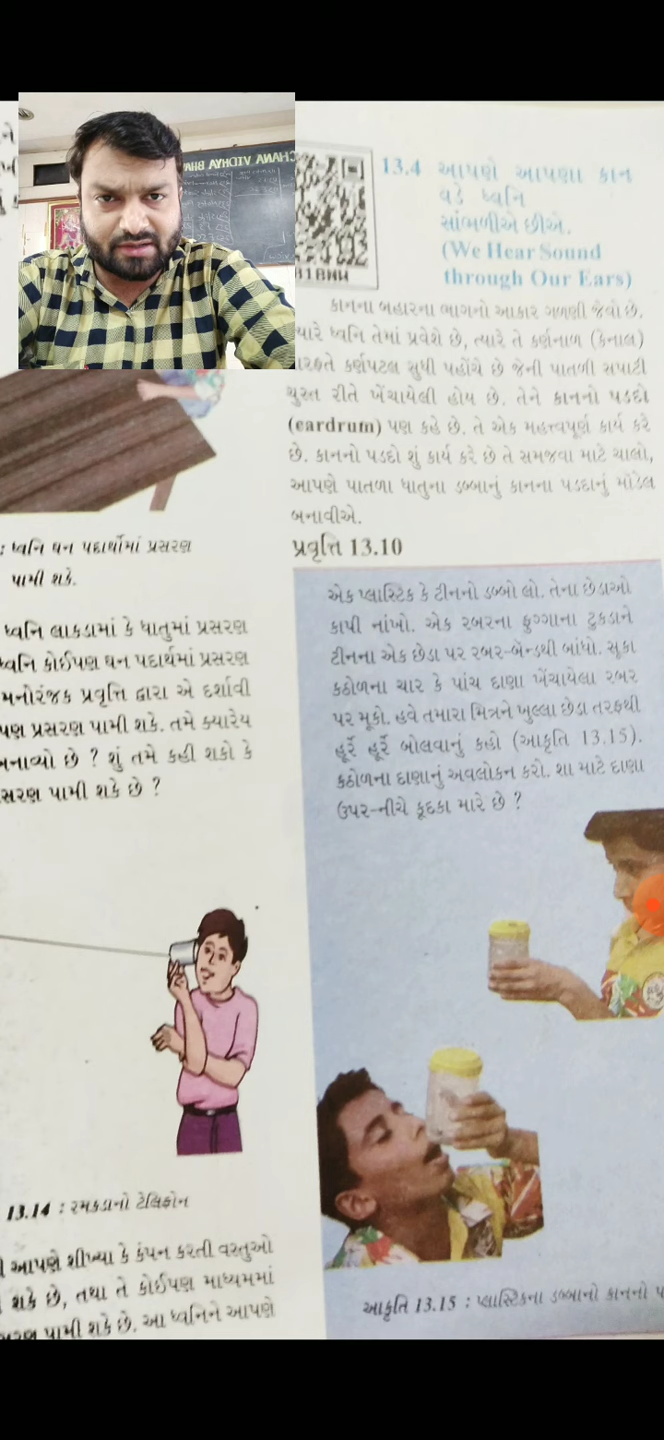 CHANA VIDHYA BHA
13.4 આપણે આપણા કાન
વડે ધ્વનિ
સાંભળીએ છીએ.
(We Hear Sound
through Our Ears)
કાનના બહારના ભાગનો આકાર ગળણી જેવો છે.
ધ્વનિ તેમાં પ્રવેશે છે, ત્યારે તે કર્ણનાળ (કેનાલ)
કર્ણપટલ સુધી પહોંચે છે જેની પાતળી સપાટી
ચુસ્ત રીતે ખેંચાયેલી હોય છે. તેને કાનનો પડદો
(eardrum) પણ કહે છે. તે એક મહત્ત્વપૂર્ણ કાર્ય કરે
છે. કાનનો પડદો શું કાર્ય કરે છે તે સમજવા માટે ચાલો,
આપણે પાતળા ધાતુના ડબ્બાનું કાનના પડદાનું મૉડેલ
બનાવીએ.
પ્રવૃત્તિ 13.10
એક પ્લાસ્ટિક કે ટીનનો ડબ્બો લો. તેના છેડાઓ
કાપી નાંખો. એક રબરના ફુગ્ગાના ટુકડાને
ટીનના એક છેડા પર રબર-બૅન્ડથી બાંધો. સૂકા
કઠોળના ચાર કે પાંચ દાણા ખેંચાયેલા રબર
પર મૂકો. હવે તમારા મિત્રને ખુલ્લા છેડા તરફથી
હૂર્રે હૂર્રે બોલવાનું કહો (આકૃતિ 13.15).
કઠોળના દાણાનું અવલોકન કરો. શા માટે દાણા
ઉપર-નીચે કૂદકા મારે છે ?
આકૃતિ 13.15 : પ્લાસ્ટિકના ડબ્બાનો કાનનો
: ધ્વનિ ઘન પદાર્થોમાં પ્રસરણ
પામી શકે.
ધ્વનિ લાકડામાં કે ધાતુમાં પ્રસરણ
ધ્વનિ કોઈપણ ઘન પદાર્થમાં પ્રસરણ
મનોરંજક પ્રવૃત્તિ દ્વારા એ દર્શાવી
પણ પ્રસરણ પામી શકે. તમે ક્યારેય
બનાવ્યો છે ? શું તમે કહી શકો કે
પામી શકે છે ?
13.14 : રમકડાનો ટેલિફોન
આપણે શીખ્યા કે કંપન કરતી વસ્તુઓ
શકે છે, તથા તે કોઈપણ માધ્યમમાં
પામી શકે છે. આ ધ્વનિને આપણે